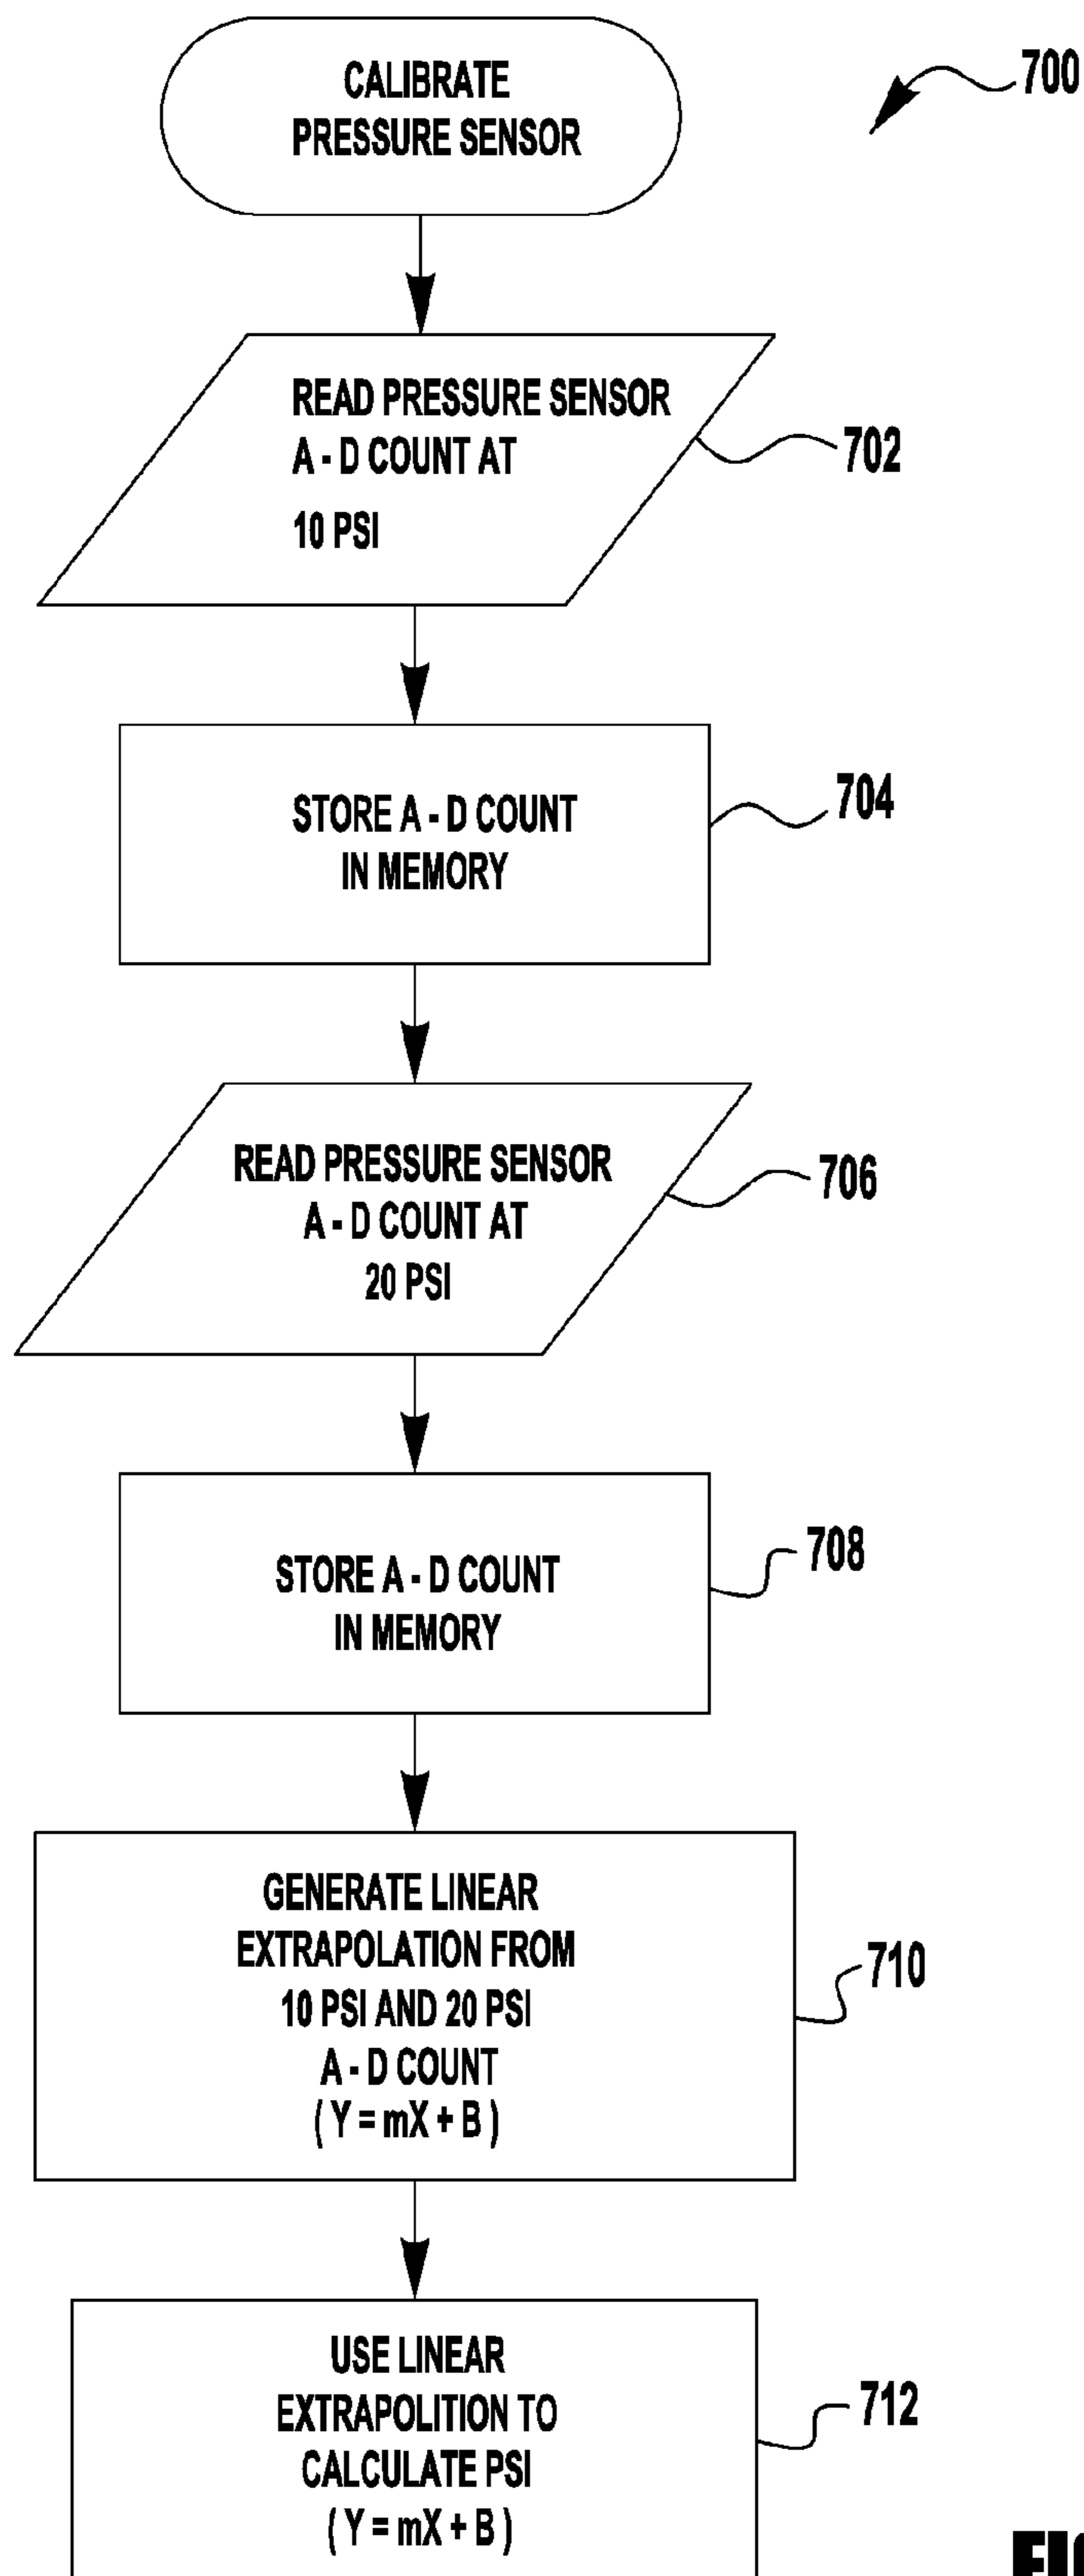 CALIBRATE
PRESSURE SENSOR
700
READ PRESSURE SENSOR
A - D COUNT AT
10 PSI
702
STORE A - D COUNT
IN MEMORY
704
READ PRESSURE SENSOR
A - D COUNT AT
20 PSI
706
STORE A - D COUNT
IN MEMORY
708
GENERATE LINEAR
EXTRAPOLATION FROM
10 PSI AND 20 PSI
A - D COUNT
( Y = mX + B )
710
USE LINEAR
EXTRAPOLITION TO
CALCULATE PSI
( Y = mX + B )
712